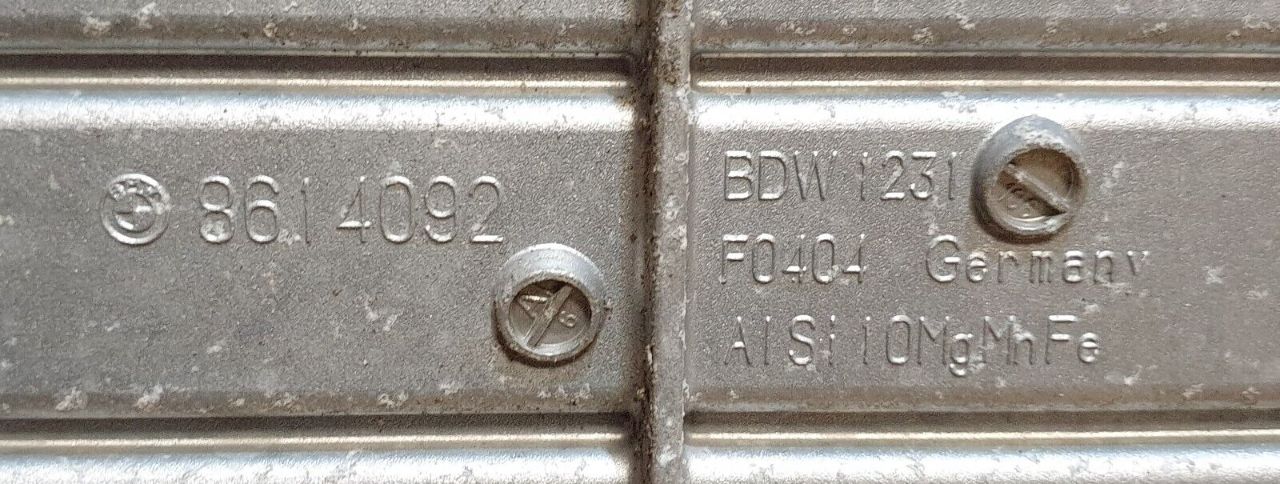 8614092
BDW 1231
F0404 Germany
AlSi10MgMnFe